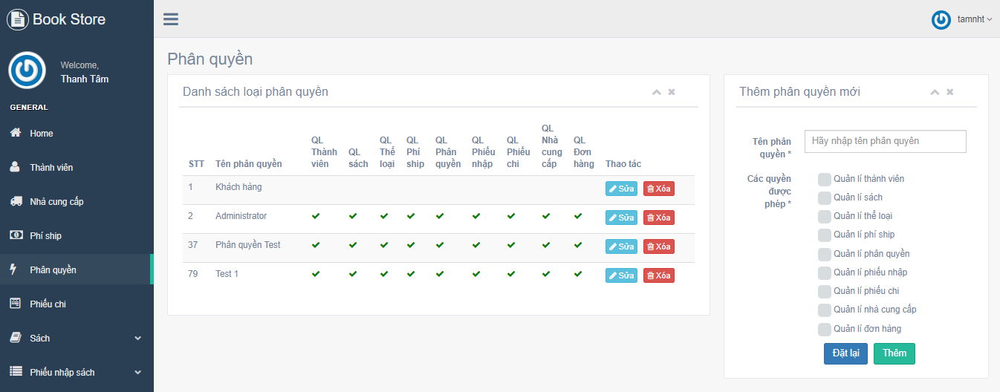 Book Store
tamnht
Welcome,
Thanh Tâm
GENERAL
Home
Thành viên
Nhà cung cấp
Phí ship
Phân quyền
Phiếu chi
Sách
Phiếu nhập sách
Phân quyền
Danh sách loại phân quyền
STT Tên phân quyền QL Thành viên QL sách QL Thể loại QL Phí ship QL Phân quyền QL Phiếu nhập QL Phiếu chi QL Nhà cung cấp QL Đơn hàng Thao tác
1 Khách hàng Sửa Xóa
2 Administrator Sửa Xóa
37 Phân quyền Test Sửa Xóa
79 Test 1 Sửa Xóa
Thêm phân quyền mới
Tên phân
quyền *
Hãy nhập tên phân quyên
Các quyền
được
phép *
Quản lí thành viên
Quản lí sách
Quản lí thể loại
Quản lí phí ship
Quản lí phân quyền
Quản lí phiếu nhập
Quản lí phiếu chi
Quản lí nhà cung cấp
Quản lí đơn hàng
Đặt lại
Thêm